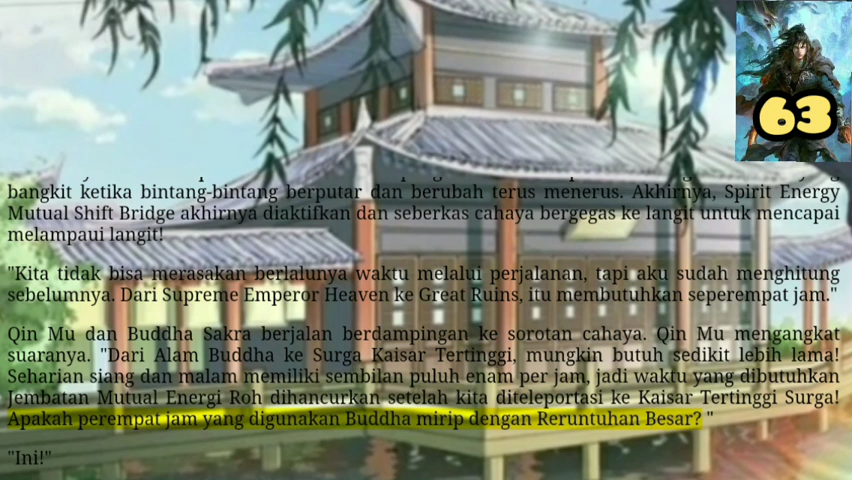 63
bangkit ketika bintang-bintang berputar dan berubah terus menerus. Akhirnya, Spirit Energy
Mutual Shift Bridge akhirnya diaktifkan dan seberkas cahaya bergegas ke langit untuk mencapai
melampaui langit!
"Kita tidak bisa merasakan berlalunya waktu melalui perjalanan, tapi aku sudah menghitung
sebelumnya. Dari Supreme Emperor Heaven ke Great Ruins, itu membutuhkan seperempat jam."
Qin Mu dan Buddha Sakra berjalan berdampingan ke sorotan cahaya. Qin Mu mengangkat
suaranya. "Dari Alam Buddha ke Surga Kaisar Tertinggi, mungkin butuh sedikit lebih lama!
Seharian siang dan malam memiliki sembilan puluh enam per jam, jadi waktu yang dibutuhkan
Jembatan Mutual Energi Roh dihancurkan setelah kita diteleportasi ke Kaisar Tertinggi Surga!
Apakah perempat jam yang digunakan Buddha mirip dengan Reruntuhan Besar? "
"Ini!"